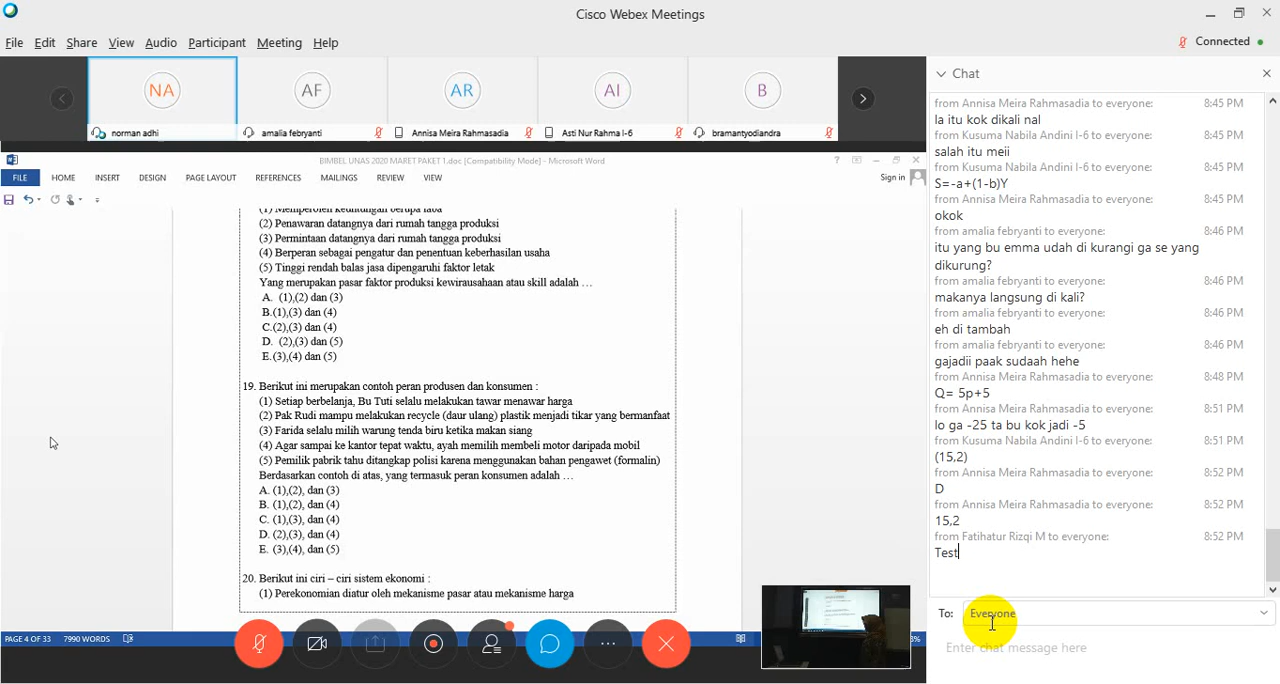 Cisco Webex Meetings
File Edit Share View Audio Participant Meeting Help
Connected
NA
AF
AR
AI
B
norman adhi
amalia febryanti
Annisa Meira Rahmasadia
Asti Nur Rahma I-6
bramantyodiandra
BIMBEL UNAS 2020 MARET PAKET 1.doc [Compatibility Mode] - Microsoft Word
FILE HOME INSERT DESIGN PAGE LAYOUT REFERENCES MAILINGS REVIEW VIEW
Sign in
(1) Memperoleh keuntungan berupa laba
(2) Penawaran datangnya dari rumah tangga produksi
(3) Permintaan datangnya di rumah tangga produksi
(4) Berperan sebagai pengatur dan penentuan keberhasilan usaha
(5) Tinggi rendah balas jasa dipengaruhi faktor letak
Yang merupakan pasar faktor produksi kewirausahaan atau skill adalah …
A. (1),(2) dan (3)
B.(1),(3) dan (4)
C.(2),(3) dan (4)
D. (2),(3) dan (5)
E.(3),(4) dan (5)
19. Berikut ini merupakan contoh peran produsen dan konsumen :
(1) Setiap berbelanja, Bu Tuti selalu melakukan tawar menawar harga
(2) Pak Rudi mampu melakukan recycle (daur ulang) plastik menjadi tikar yang bermanfaat
(3) Farida selalu milih warung tenda biru ketika makan siang
(4) Agar sampai ke kantor tepat waktu, ayah memilih membeli motor daripada mobil
(5) Pemilik pabrik tahu ditangkap polisi karena menggunakan bahan pengawet (formalin)
Berdasarkan contoh di atas, yang termasuk peran konsumen adalah …
A. (1),(2), dan (3)
B. (1),(2), dan (4)
C. (1),(3), dan (4)
D. (2),(3), dan (4)
E. (3),(4), dan (5)
20. Berikut ini ciri – ciri sistem ekonomi :
(1) Perekonomian diatur oleh mekanisme pasar atau mekanisme harga
PAGE 4 OF 33 7990 WORDS
Chat
from Annisa Meira Rahmasadia to everyone: 8:45 PM
la itu kok dikali nal
from Kusuma Nabila Andini I-6 to everyone: 8:45 PM
salah itu meii
from Kusuma Nabila Andini I-6 to everyone: 8:45 PM
S=-a+(1-b)Y
from Annisa Meira Rahmasadia to everyone: 8:45 PM
okok
from amalia febryanti to everyone: 8:46 PM
itu yang bu emma udah di kurangi ga se yang
dikurung?
from amalia febryanti to everyone: 8:46 PM
makanya langsung di kali?
from amalia febryanti to everyone: 8:46 PM
eh di tambah
from amalia febryanti to everyone: 8:46 PM
gajadii paak sudaah hehe
from Annisa Meira Rahmasadia to everyone: 8:48 PM
Q= 5p+5
from Annisa Meira Rahmasadia to everyone: 8:51 PM
lo ga -25 ta bu kok jadi -5
from Kusuma Nabila Andini I-6 to everyone: 8:51 PM
(15,2)
from Annisa Meira Rahmasadia to everyone: 8:52 PM
D
from Annisa Meira Rahmasadia to everyone: 8:52 PM
15,2
from Fatihatur Rizqi M to everyone: 8:52 PM
Test
To: Everyone
Enter chat message here